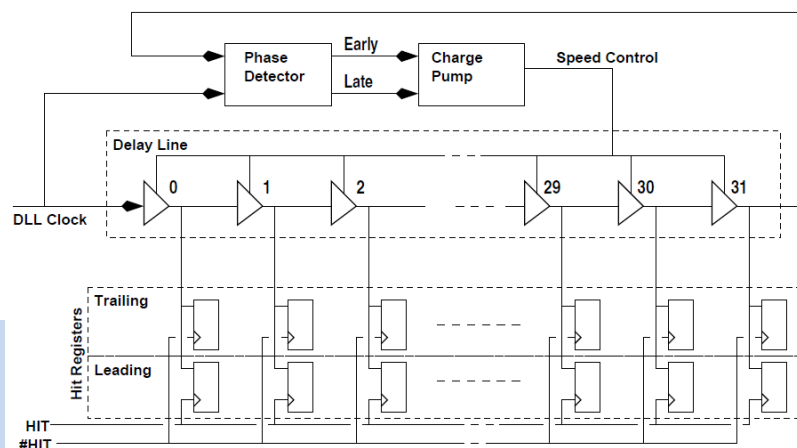 Phase
Detector
Early
Late
Charge
Pump
Speed Control
Delay Line
0 1 2 29 30 31
DLL Clock
Hit Registers
Trailing
Leading
HIT
#HIT